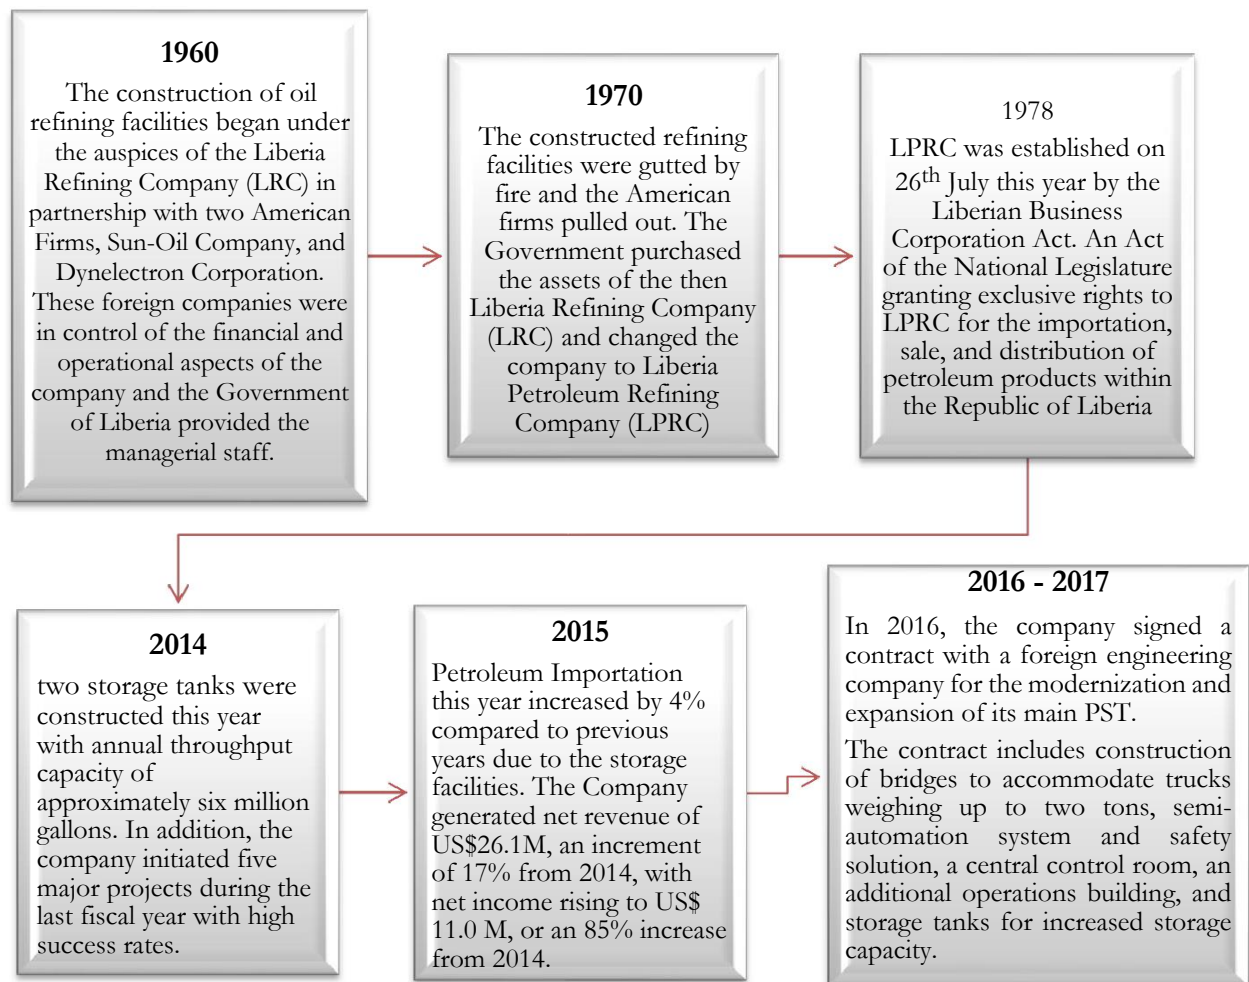 1960
The construction of oil
refining facilities began under
the auspices of the Liberia
Refining Company (LRC) in
partnership with two American
Firms, Sun-Oil Company, and
Dynelectron Corporation.
These foreign companies were
in control of the financial and
operational aspects of the
company and the Government
of Liberia provided the
managerial staff.
1970
The constructed refining
facilities were gutted by
fire and the American
firms pulled out. The
Government purchased
the assets of the then
Liberia Refining Company
(LRC) and changed the
company to Liberia
Petroleum Refining
Company (LPRC)
1978
LPRC was established on
26th July this year by the
Liberian Business
Corporation Act. An Act
of the National Legislature
granting exclusive rights to
LPRC for the importation,
sale, and distribution of
petroleum products within
the Republic of Liberia
2014
two storage tanks were
constructed this year
with annual throughput
capacity of
approximately six million
gallons. In addition, the
company initiated five
major projects during the
last fiscal year with high
success rates.
2015
Petroleum Importation
this year increased by 4%
compared to previous
years due to the storage
facilities. The Company
generated net revenue of
US$26.1M, an increment
of 17% from 2014, with
net income rising to US$
11.0 M, or an 85% increase
from 2014.
2016 - 2017
In 2016, the company signed a
contract with a foreign engineering
company for the modernization and
expansion of its main PST.
The contract includes construction
of bridges to accommodate trucks
weighing up to two tons, semi-
automation system and safety
solution, a central control room, an
additional operations building, and
storage tanks for increased storage
capacity.